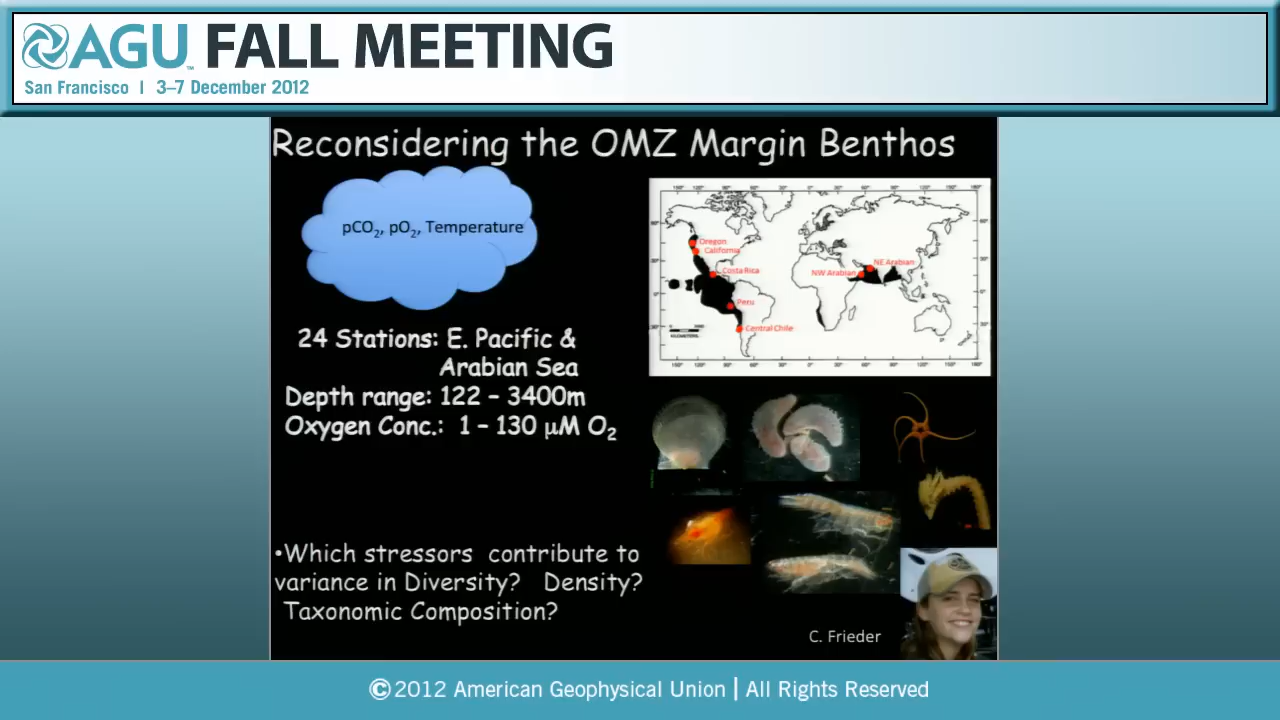 AGU™ FALL MEETING
San Francisco | 3–7 December 2012
Reconsidering the OMZ Margin Benthos
pCO₂, pO₂, Temperature
24 Stations: E. Pacific &
Arabian Sea
Depth range: 122 – 3400m
Oxygen Conc.: 1 – 130 µM O₂
Oregon
California
Costa Rica
Peru
Central Chile
NW Arabian
NE Arabian
•Which stressors contribute to
variance in Diversity? Density?
Taxonomic Composition?
C. Frieder
©2012 American Geophysical Union | All Rights Reserved